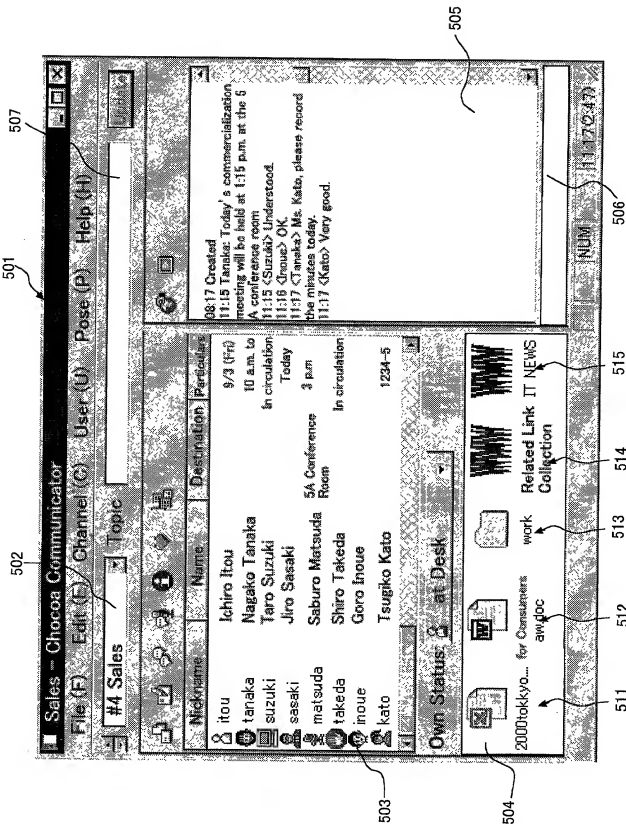 501
502
507
Sales – Chocoa Communicator
File (F) Edit (E) Channel (C) User (U) Pose (P) Help (H)
#4 Sales Topic Update
Nickname Name Destination Particulars
itou Ichiro Itou 9/3 (Fri)
tanaka Nagako Tanaka 10 a.m. to
suzuki Taro Suzuki In circulation
sasaki Jiro Sasaki Today
matsuda Saburo Matsuda 5A Conference Room 3 p.m
takeda Shiro Takeda In circulation
inoue Goro Inoue
kato Tsugiko Kato 1234-5
503
08:17 Created
11:15 Tanaka: Today's commercialization
meeting will be held at 1:15 p.m. at the 5
A conference room
11:15 <Suzuki> Understood.
11:16 <Inoue> OK.
11:17 <Tanaka> Ms. Kato, please record
the minutes today.
11:17 <Kato> Very good.
505
Own Status: at Desk
2000tokkyo....
for Consumers
aw.doc
work
Related Link
Collection
IT NEWS
504
506
NUM 11:17(2:47)
511
512
513
514
515